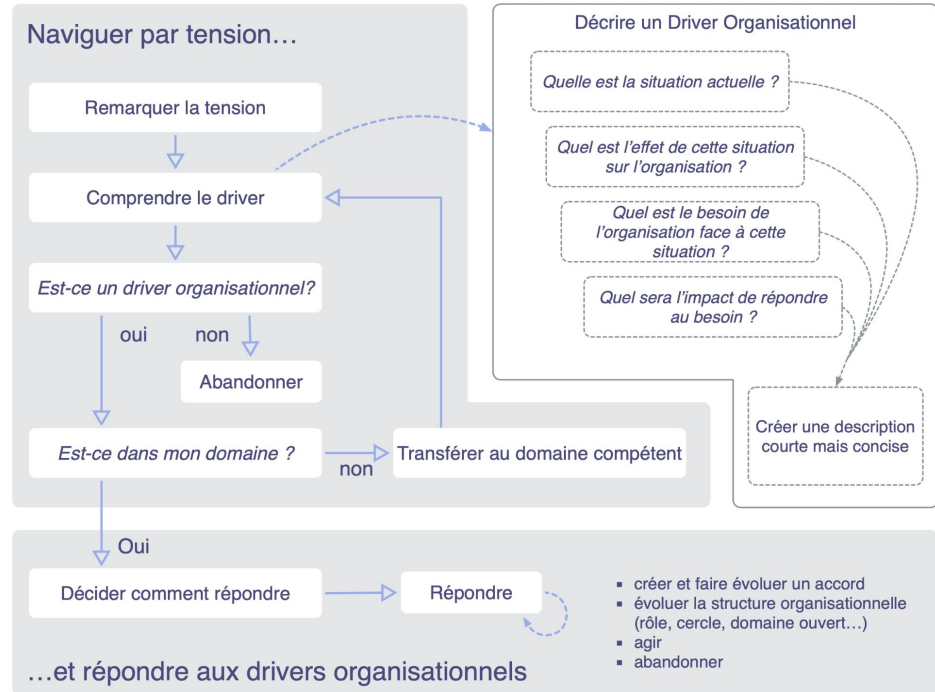 Naviguer par tension…
Remarquer la tension
Comprendre le driver
Est-ce un driver organisationnel?
oui
non
Abandonner
Est-ce dans mon domaine ?
non
Transférer au domaine compétent
Décrire un Driver Organisationnel
Quelle est la situation actuelle ?
Quel est l’effet de cette situation
sur l’organisation ?
Quel est le besoin de
l’organisation face à cette
situation ?
Quel sera l’impact de répondre
au besoin ?
Créer une description
courte mais concise
Oui
Décider comment répondre
Répondre
▪ créer et faire évoluer un accord
▪ évoluer la structure organisationnelle
(rôle, cercle, domaine ouvert…)
▪ agir
▪ abandonner
…et répondre aux drivers organisationnels